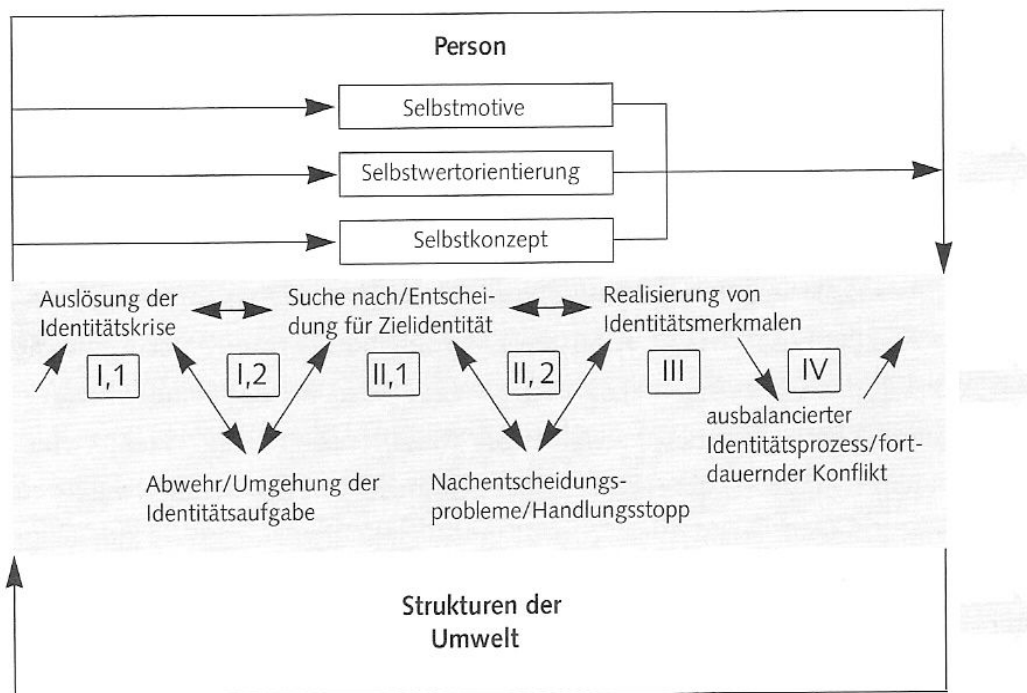 Person
Selbstmotive
Selbstwertorientierung
Selbstkonzept
Auslösung der
Identitätskrise
Suche nach/Entschei-
dung für Zielidentität
Realisierung von
Identitätsmerkmalen
I,1
I,2
II,1
II, 2
III
IV
ausbalancierter
Identitätsprozess/fort-
dauernder Konflikt
Abwehr/Umgehung der
Identitätsaufgabe
Nachentscheidungs-
probleme/Handlungsstopp
Strukturen der
Umwelt